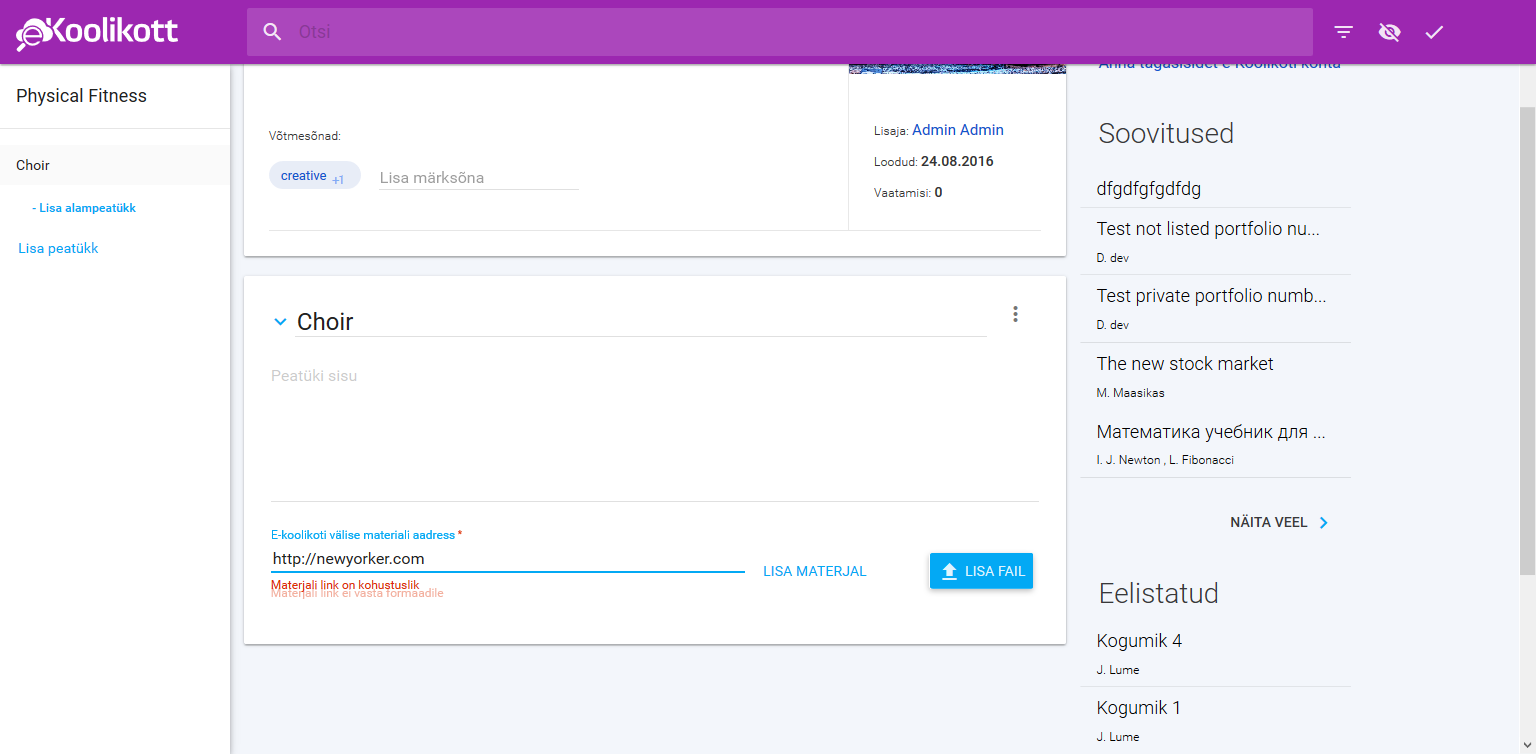 eKoolikott
Otsi
Physical Fitness
Choir
- Lisa alampeatükk
Lisa peatükk
Võtmesõnad:
creative +1
Lisa märksõna
Lisaja: Admin Admin
Loodud: 24.08.2016
Vaatamisi: 0
Choir
Peatüki sisu
E-koolikoti välise materiali aadress *
http://newyorker.com
Materjali link on kohustuslik
Materjali link ei vasta formaadile
LISA MATERJAL
LISA FAIL
Anna tagasisidet e-Koolikoti kohta
Soovitused
dfgdfgfgdfdg
Test not listed portfolio nu...
D. dev
Test private portfolio numb...
D. dev
The new stock market
M. Maasikas
Математика учебник для ...
I. J. Newton , L. Fibonacci
NÄITA VEEL
Eelistatud
Kogumik 4
J. Lume
Kogumik 1
J. Lume